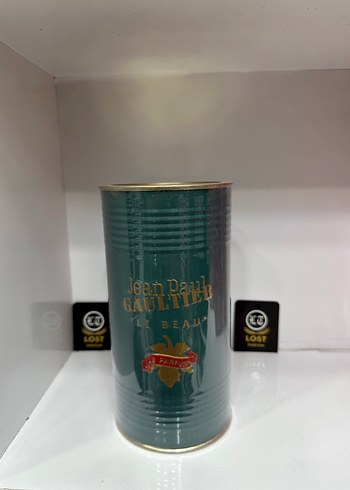 Jean Paul
GAULTIER
LE BEAU
LE PARFUM
LOST
LOST